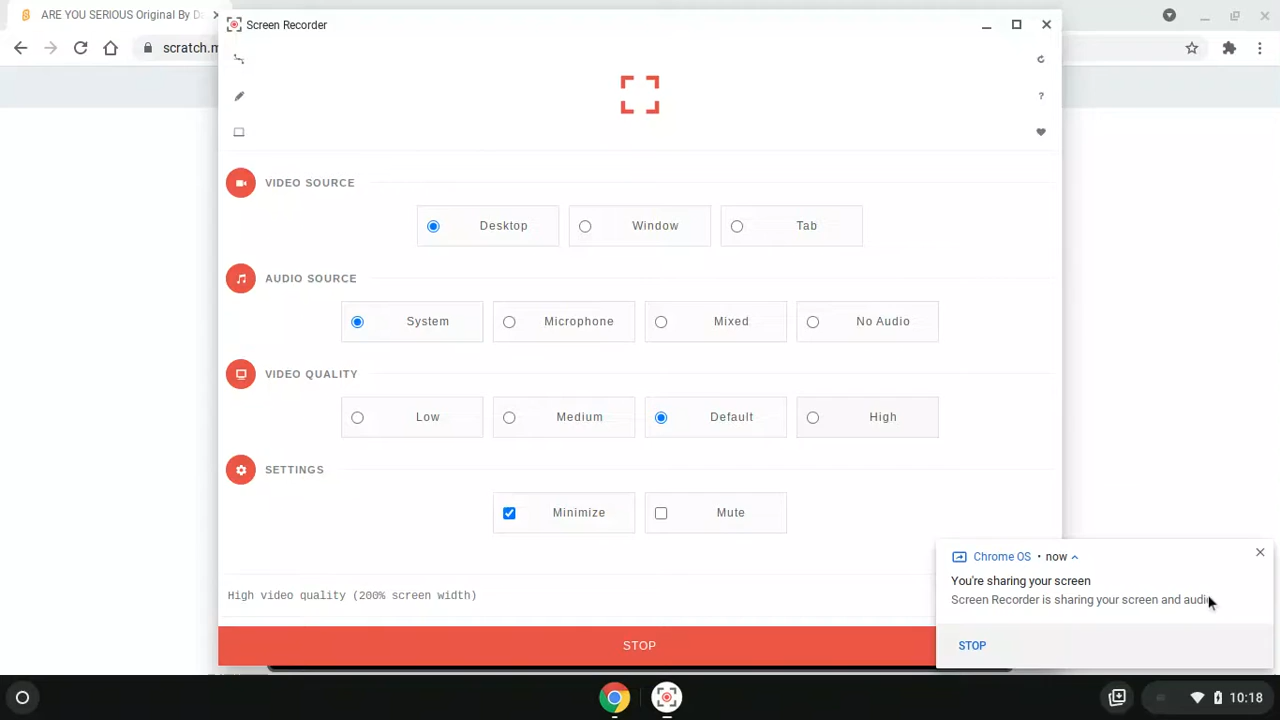 ARE YOU SERIOUS Original By
Screen Recorder
scratch.m
?
VIDEO SOURCE
Desktop
Window
Tab
AUDIO SOURCE
System
Microphone
Mixed
No Audio
VIDEO QUALITY
Low
Medium
Default
High
SETTINGS
Minimize
Mute
Chrome OS • now
You're sharing your screen
Screen Recorder is sharing your screen and audio
High video quality (200% screen width)
STOP
STOP
10:18